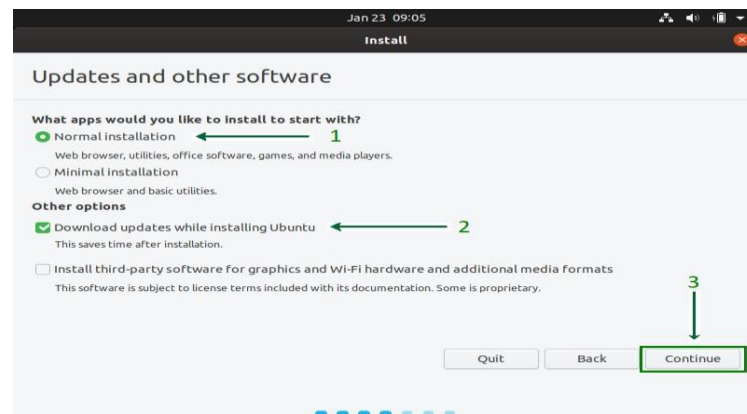 Jan 23 09:05
Install
Updates and other software
What apps would you like to install to start with?
Normal installation 1
Web browser, utilities, office software, games, and media players.
Minimal installation
Web browser and basic utilities.
Other options
Download updates while installing Ubuntu 2
This saves time after installation.
Install third-party software for graphics and Wi-Fi hardware and additional media formats
This software is subject to license terms included with its documentation. Some is proprietary.
3
Quit Back Continue